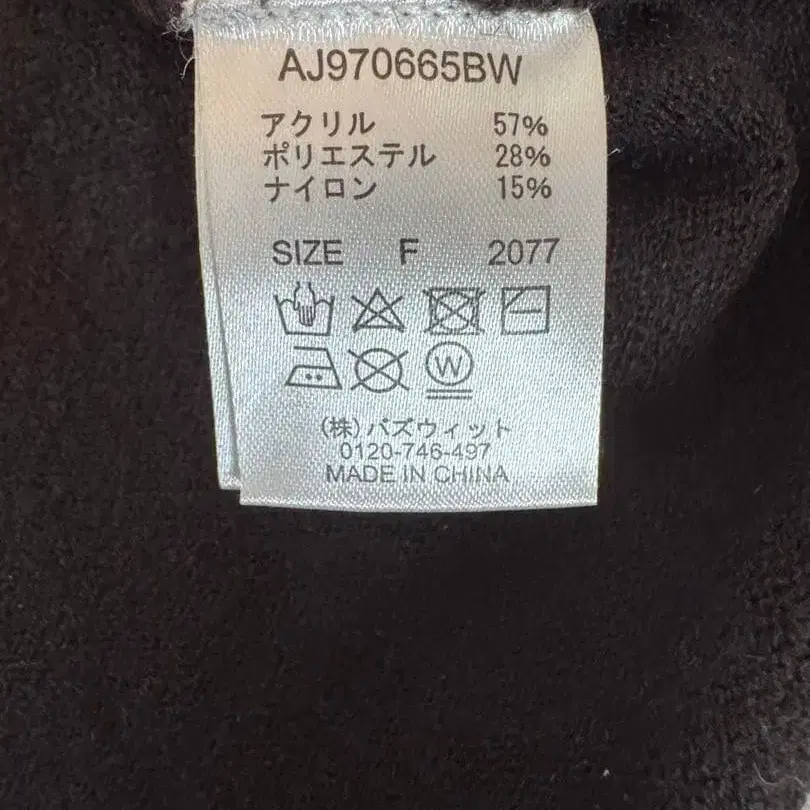 AJ970665BW
アクリル 57%
ポリエステル 28%
ナイロン 15%
SIZE F 2077
W
(株)バズウィット
0120-746-497
MADE IN CHINA